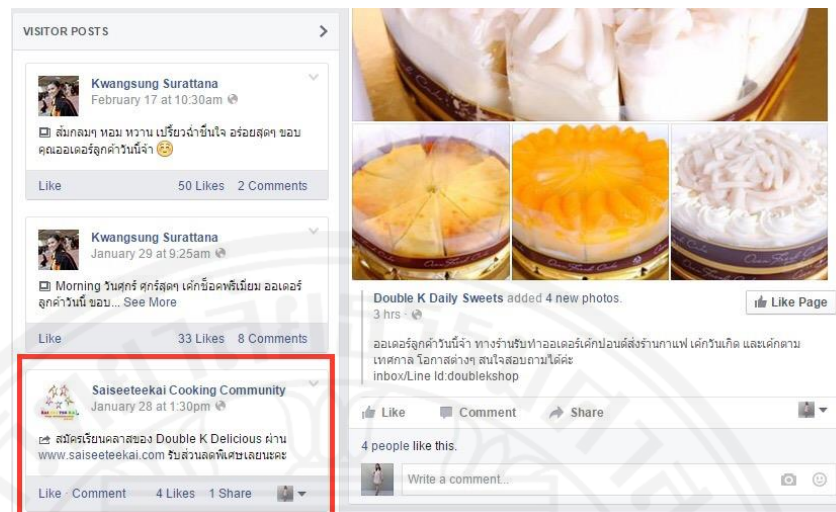 VISITOR POSTS
Kwangsung Surattana
February 17 at 10:30am
ส้มกลมๆ หอม หวาน เปรี้ยวฉ่ำชื่นใจ อร่อยสุดๆ ขอบ
คุณออเดอร์ลูกค้าวันนี้จ้า
Like 50 Likes 2 Comments
Kwangsung Surattana
January 29 at 9:25am
Morning วันศุกร์ ศุกร์สุดๆ เค้กช็อคพรีเมี่ยม ออเดอร์
ลูกค้าวันนี้ ขอบ... See More
Like 33 Likes 8 Comments
Saiseeteekai Cooking Community
January 28 at 1:30pm
สมัครเรียนคลาสของ Double K Delicious ผ่าน
www.saiseeteekai.com รับส่วนลดพิเศษเลยนะคะ
Like · Comment 4 Likes 1 Share
Double K Daily Sweets added 4 new photos.
3 hrs ·
Like Page
ออเดอร์ลูกค้าวันนี้จ้า ทางร้านรับทำออเดอร์เค้กปอนด์ส่งร้านกาแฟ เค้กวันเกิด และเค้กตาม
เทศกาล โอกาสต่างๆ สนใจสอบถามได้ค่ะ
inbox/Line Id:doublekshop
Like Comment Share
4 people like this.
Write a comment...